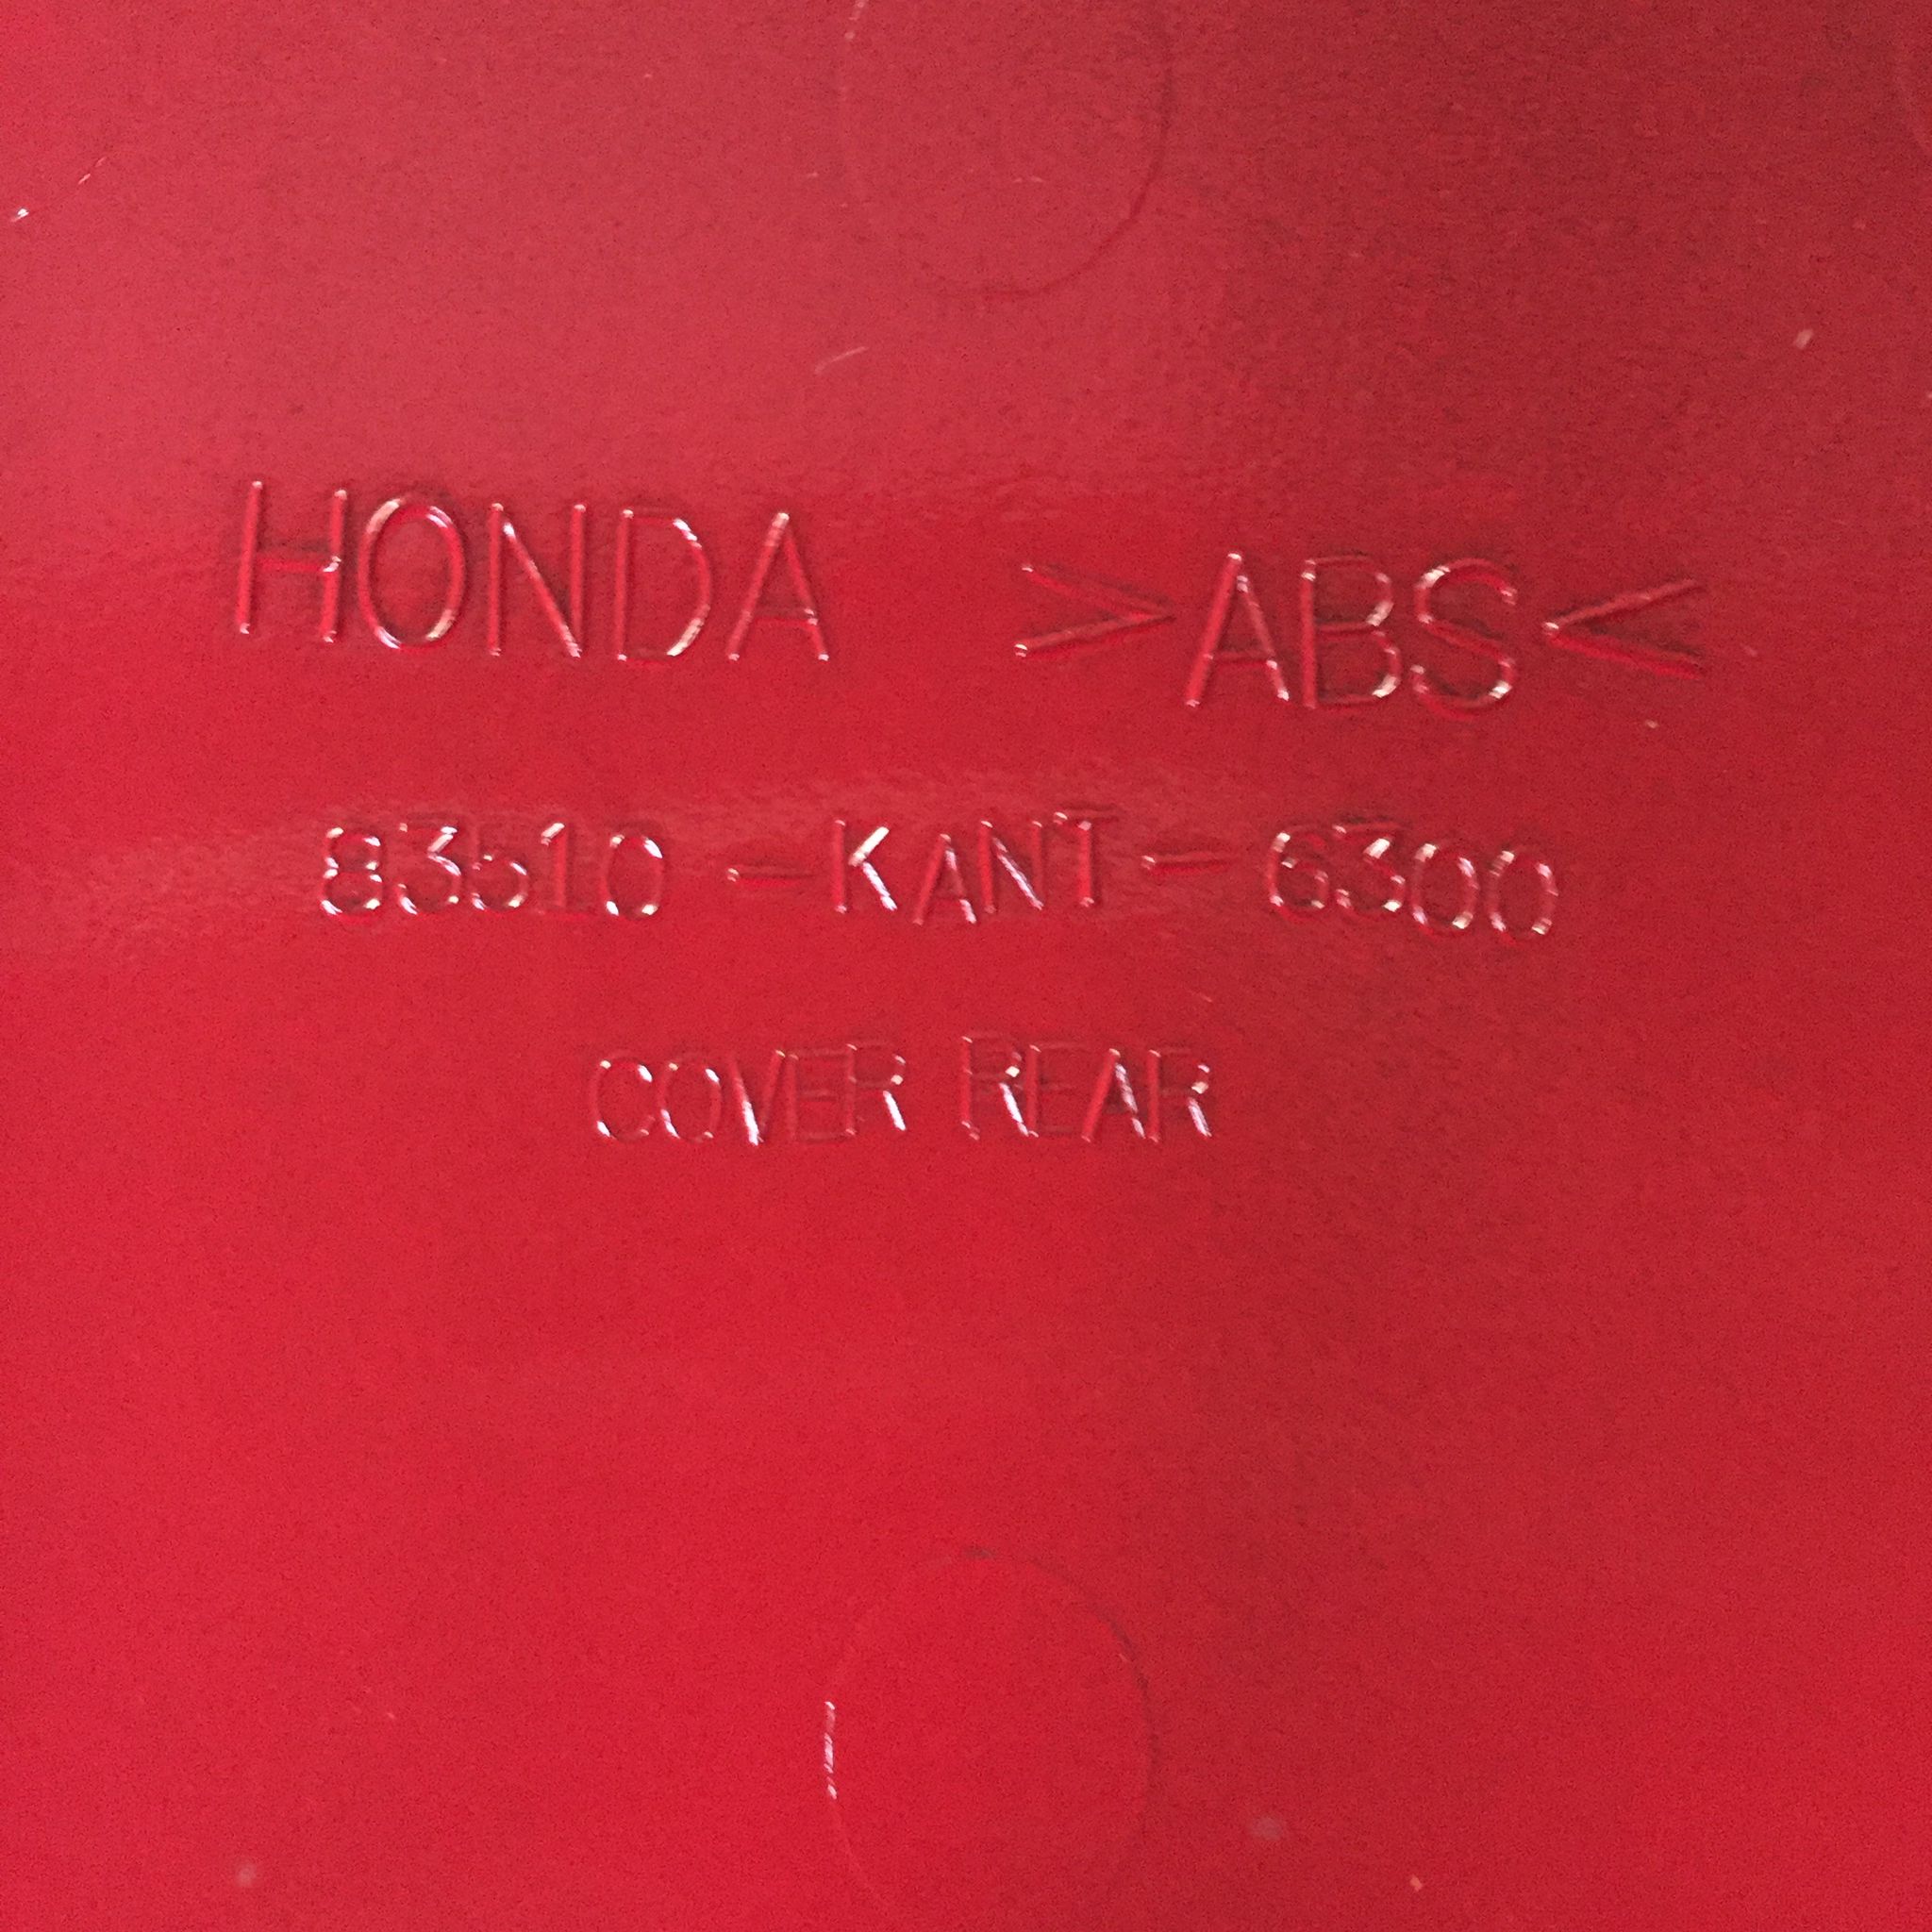 HONDA >ABS<
83510-KANT-6300
COVER REAR